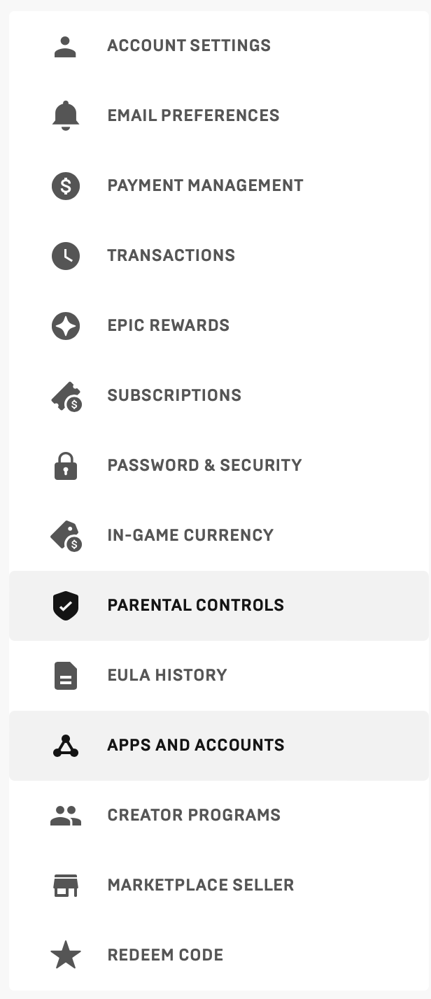 ACCOUNT SETTINGS
EMAIL PREFERENCES
PAYMENT MANAGEMENT
TRANSACTIONS
EPIC REWARDS
SUBSCRIPTIONS
PASSWORD & SECURITY
IN-GAME CURRENCY
PARENTAL CONTROLS
EULA HISTORY
APPS AND ACCOUNTS
CREATOR PROGRAMS
MARKETPLACE SELLER
REDEEM CODE